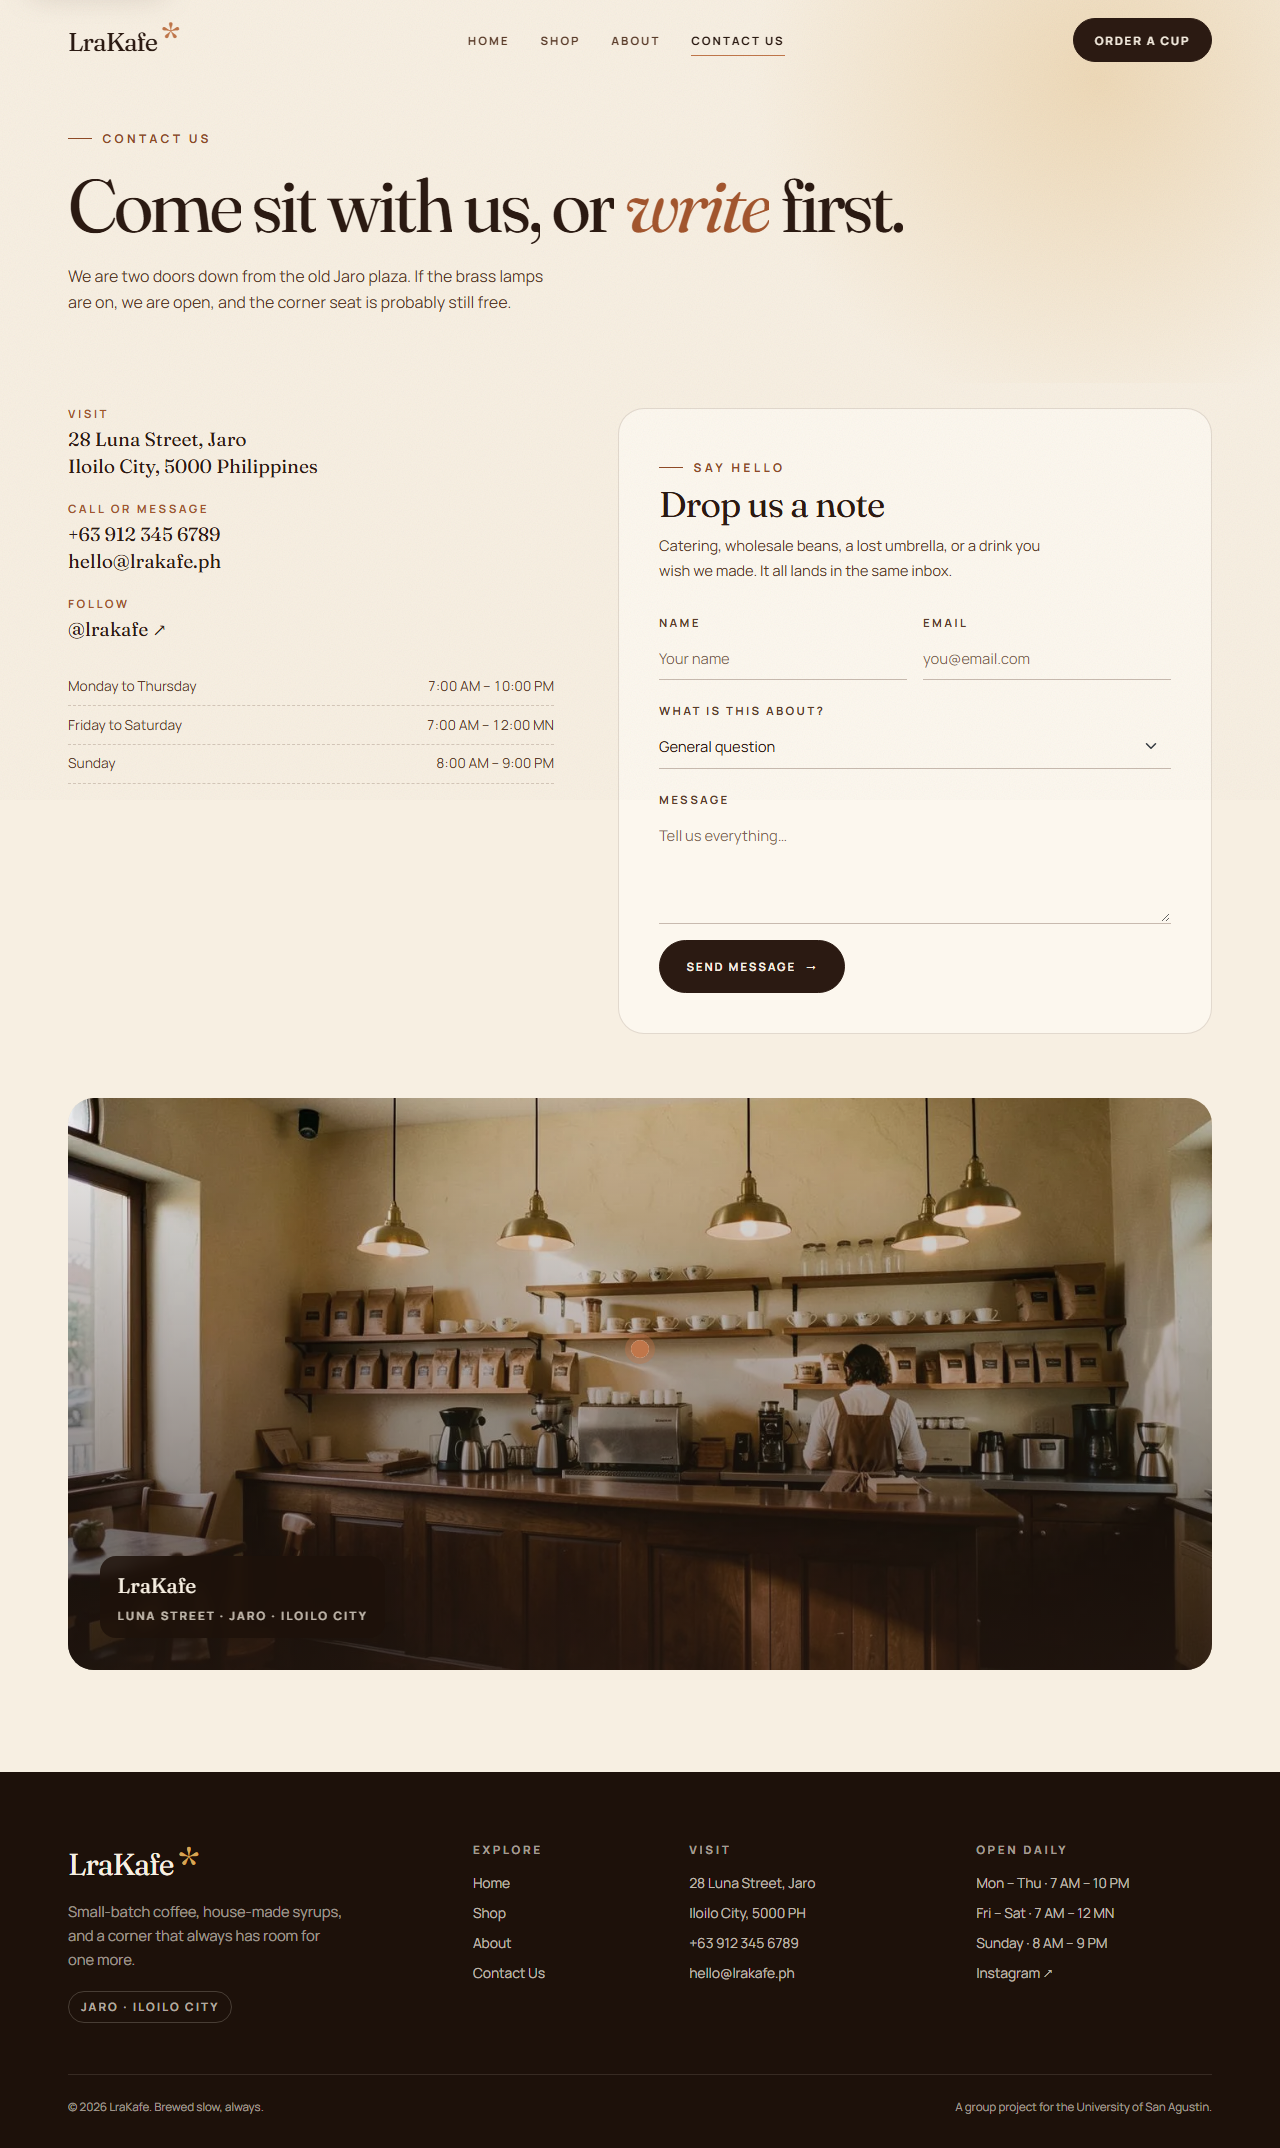 LraKafe*
HOME
SHOP
ABOUT
CONTACT US
ORDER A CUP
CONTACT US
Come sit with us, or write first.
We are two doors down from the old Jaro plaza. If the brass lamps
are on, we are open, and the corner seat is probably still free.
VISIT
28 Luna Street, Jaro
Iloilo City, 5000 Philippines
CALL OR MESSAGE
+63 912 345 6789
hello@lrakafe.ph
FOLLOW
@lrakafe ↗
Monday to Thursday 7:00 AM – 10:00 PM
Friday to Saturday 7:00 AM – 12:00 MN
Sunday 8:00 AM – 9:00 PM
SAY HELLO
Drop us a note
Catering, wholesale beans, a lost umbrella, or a drink you
wish we made. It all lands in the same inbox.
NAME
Your name
EMAIL
you@email.com
WHAT IS THIS ABOUT?
General question
MESSAGE
Tell us everything...
SEND MESSAGE →
LraKafe
LUNA STREET · JARO · ILOILO CITY
LraKafe*
Small-batch coffee, house-made syrups,
and a corner that always has room for
one more.
JARO · ILOILO CITY
EXPLORE
Home
Shop
About
Contact Us
VISIT
28 Luna Street, Jaro
Iloilo City, 5000 PH
+63 912 345 6789
hello@lrakafe.ph
OPEN DAILY
Mon – Thu · 7 AM – 10 PM
Fri – Sat · 7 AM – 12 MN
Sunday · 8 AM – 9 PM
Instagram ↗
© 2026 LraKafe. Brewed slow, always.
A group project for the University of San Agustin.